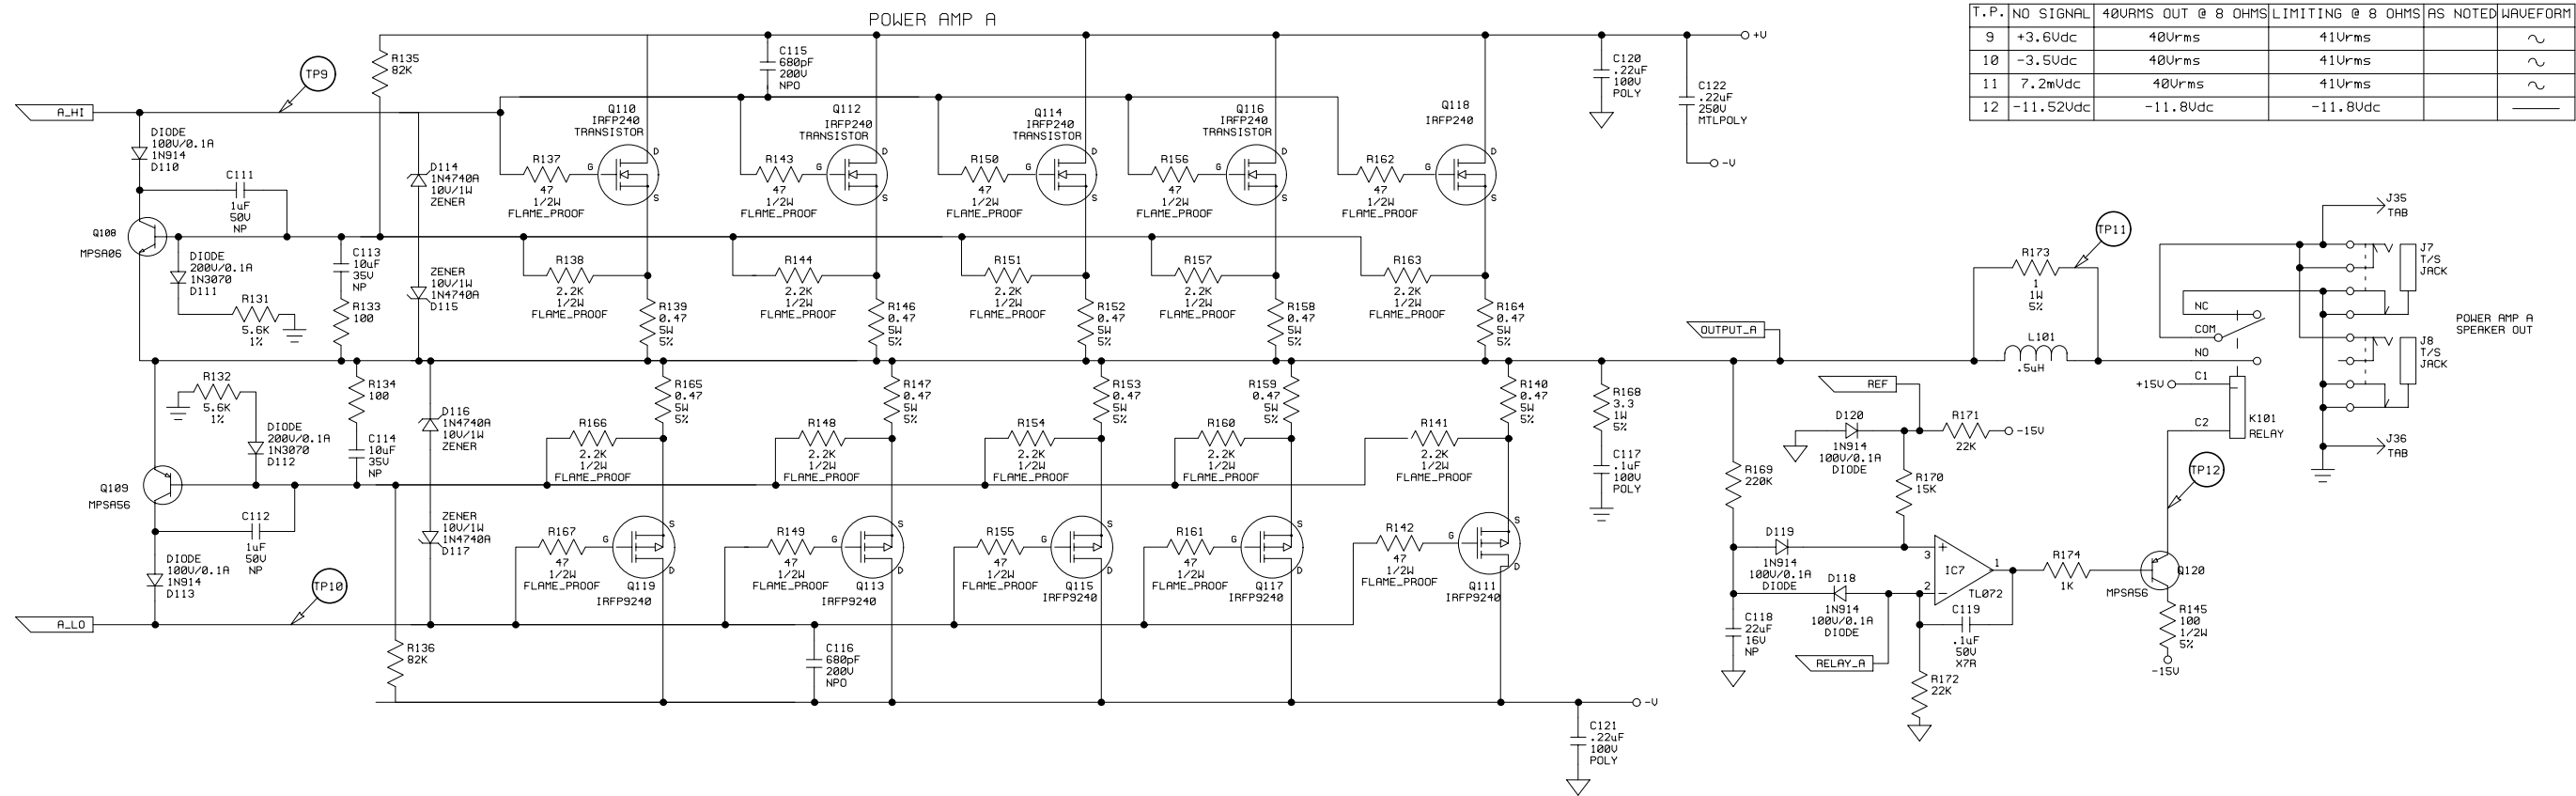 POWER AMP A
T.P. NO SIGNAL 40VRMS OUT @ 8 OHMS LIMITING @ 8 OHMS AS NOTED WAVEFORM
9 +3.6Vdc 40Vrms 41Vrms
10 -3.5Vdc 40Vrms 41Vrms
11 7.2mVdc 40Vrms 41Vrms
12 -11.52Vdc -11.8Vdc -11.8Vdc
A_HI
TP9
R135
82K
C115
680pF
200V
NPO
+V
C120
.22uF
100V
POLY
C122
.22uF
250V
MTLPOLY
-V
DIODE
100V/0.1A
1N914
D110
C111
1uF
50V
NP
D114
1N4740A
10V/1W
ZENER
Q108
MPSA06
DIODE
200V/0.1A
1N3070
D111
R131
5.6K
1%
C113
10uF
35V
NP
R133
100
ZENER
10V/1W
1N4740A
D115
Q110
IRFP240
TRANSISTOR
D
G
S
R137
47
1/2W
FLAME_PROOF
R138
2.2K
1/2W
FLAME_PROOF
R139
0.47
5W
5%
Q112
IRFP240
TRANSISTOR
D
G
S
R143
47
1/2W
FLAME_PROOF
R144
2.2K
1/2W
FLAME_PROOF
R146
0.47
5W
5%
Q114
IRFP240
TRANSISTOR
D
G
S
R150
47
1/2W
FLAME_PROOF
R151
2.2K
1/2W
FLAME_PROOF
R152
0.47
5W
5%
Q116
IRFP240
TRANSISTOR
D
G
S
R156
47
1/2W
FLAME_PROOF
R157
2.2K
1/2W
FLAME_PROOF
R158
0.47
5W
5%
Q118
IRFP240
D
G
S
R162
47
1/2W
FLAME_PROOF
R163
2.2K
1/2W
FLAME_PROOF
R164
0.47
5W
5%
R132
5.6K
1%
DIODE
200V/0.1A
1N3070
D112
R134
100
C114
10uF
35V
NP
D116
1N4740A
10V/1W
ZENER
Q109
MPSA56
C112
1uF
50V
NP
DIODE
100V/0.1A
1N914
D113
ZENER
10V/1W
1N4740A
D117
A_LO
TP10
R136
82K
C116
680pF
200V
NPO
R165
0.47
5W
5%
R166
2.2K
1/2W
FLAME_PROOF
R167
47
1/2W
FLAME_PROOF
G
S
D
Q119
IRFP9240
R147
0.47
5W
5%
R148
2.2K
1/2W
FLAME_PROOF
R149
47
1/2W
FLAME_PROOF
G
S
D
Q113
IRFP9240
R153
0.47
5W
5%
R154
2.2K
1/2W
FLAME_PROOF
R155
47
1/2W
FLAME_PROOF
G
S
D
Q115
IRFP9240
R159
0.47
5W
5%
R160
2.2K
1/2W
FLAME_PROOF
R161
47
1/2W
FLAME_PROOF
G
S
D
Q117
IRFP9240
R140
0.47
5W
5%
R141
2.2K
1/2W
FLAME_PROOF
R142
47
1/2W
FLAME_PROOF
G
S
D
Q111
IRFP9240
R168
3.3
1W
5%
C117
.1uF
100V
POLY
-V
C121
.22uF
100V
POLY
OUTPUT_A
R173
1
1W
5%
TP11
L101
.5uH
NC
COM
NO
+15V
C1
C2
K101
RELAY
J35
TAB
J7
T/S
JACK
J8
T/S
JACK
J36
TAB
POWER AMP A
SPEAKER OUT
REF
D120
1N914
100V/0.1A
DIODE
R171
22K
-15V
R169
220K
R170
15K
TP12
D119
1N914
100V/0.1A
DIODE
D118
1N914
100V/0.1A
DIODE
+
3
IC7
1
2
-
TL072
R174
1K
Q120
MPSA56
C118
22uF
16V
NP
RELAY_A
C119
.1uF
50V
X7R
R172
22K
R145
100
1/2W
5%
-15V